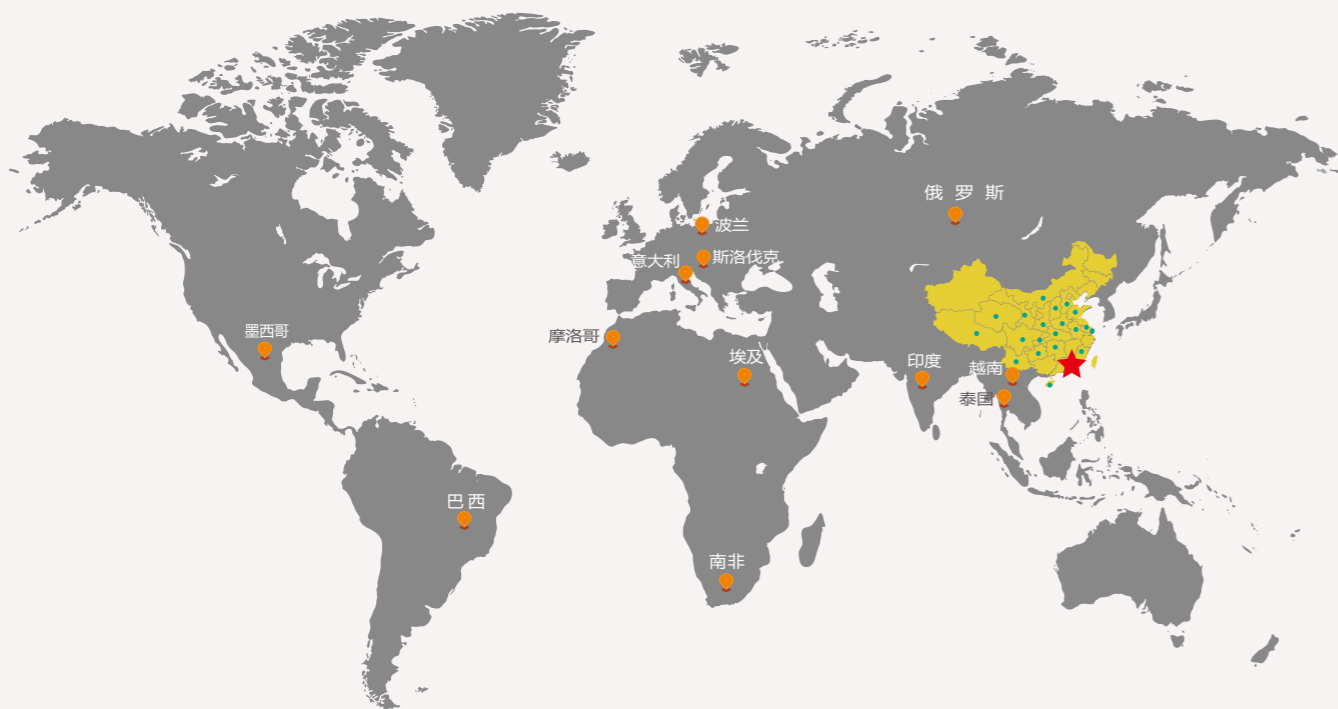 俄 罗 斯
波兰
斯洛伐克
意大利
墨西哥
摩洛哥
埃及
印度
越南
泰国
巴 西
南非